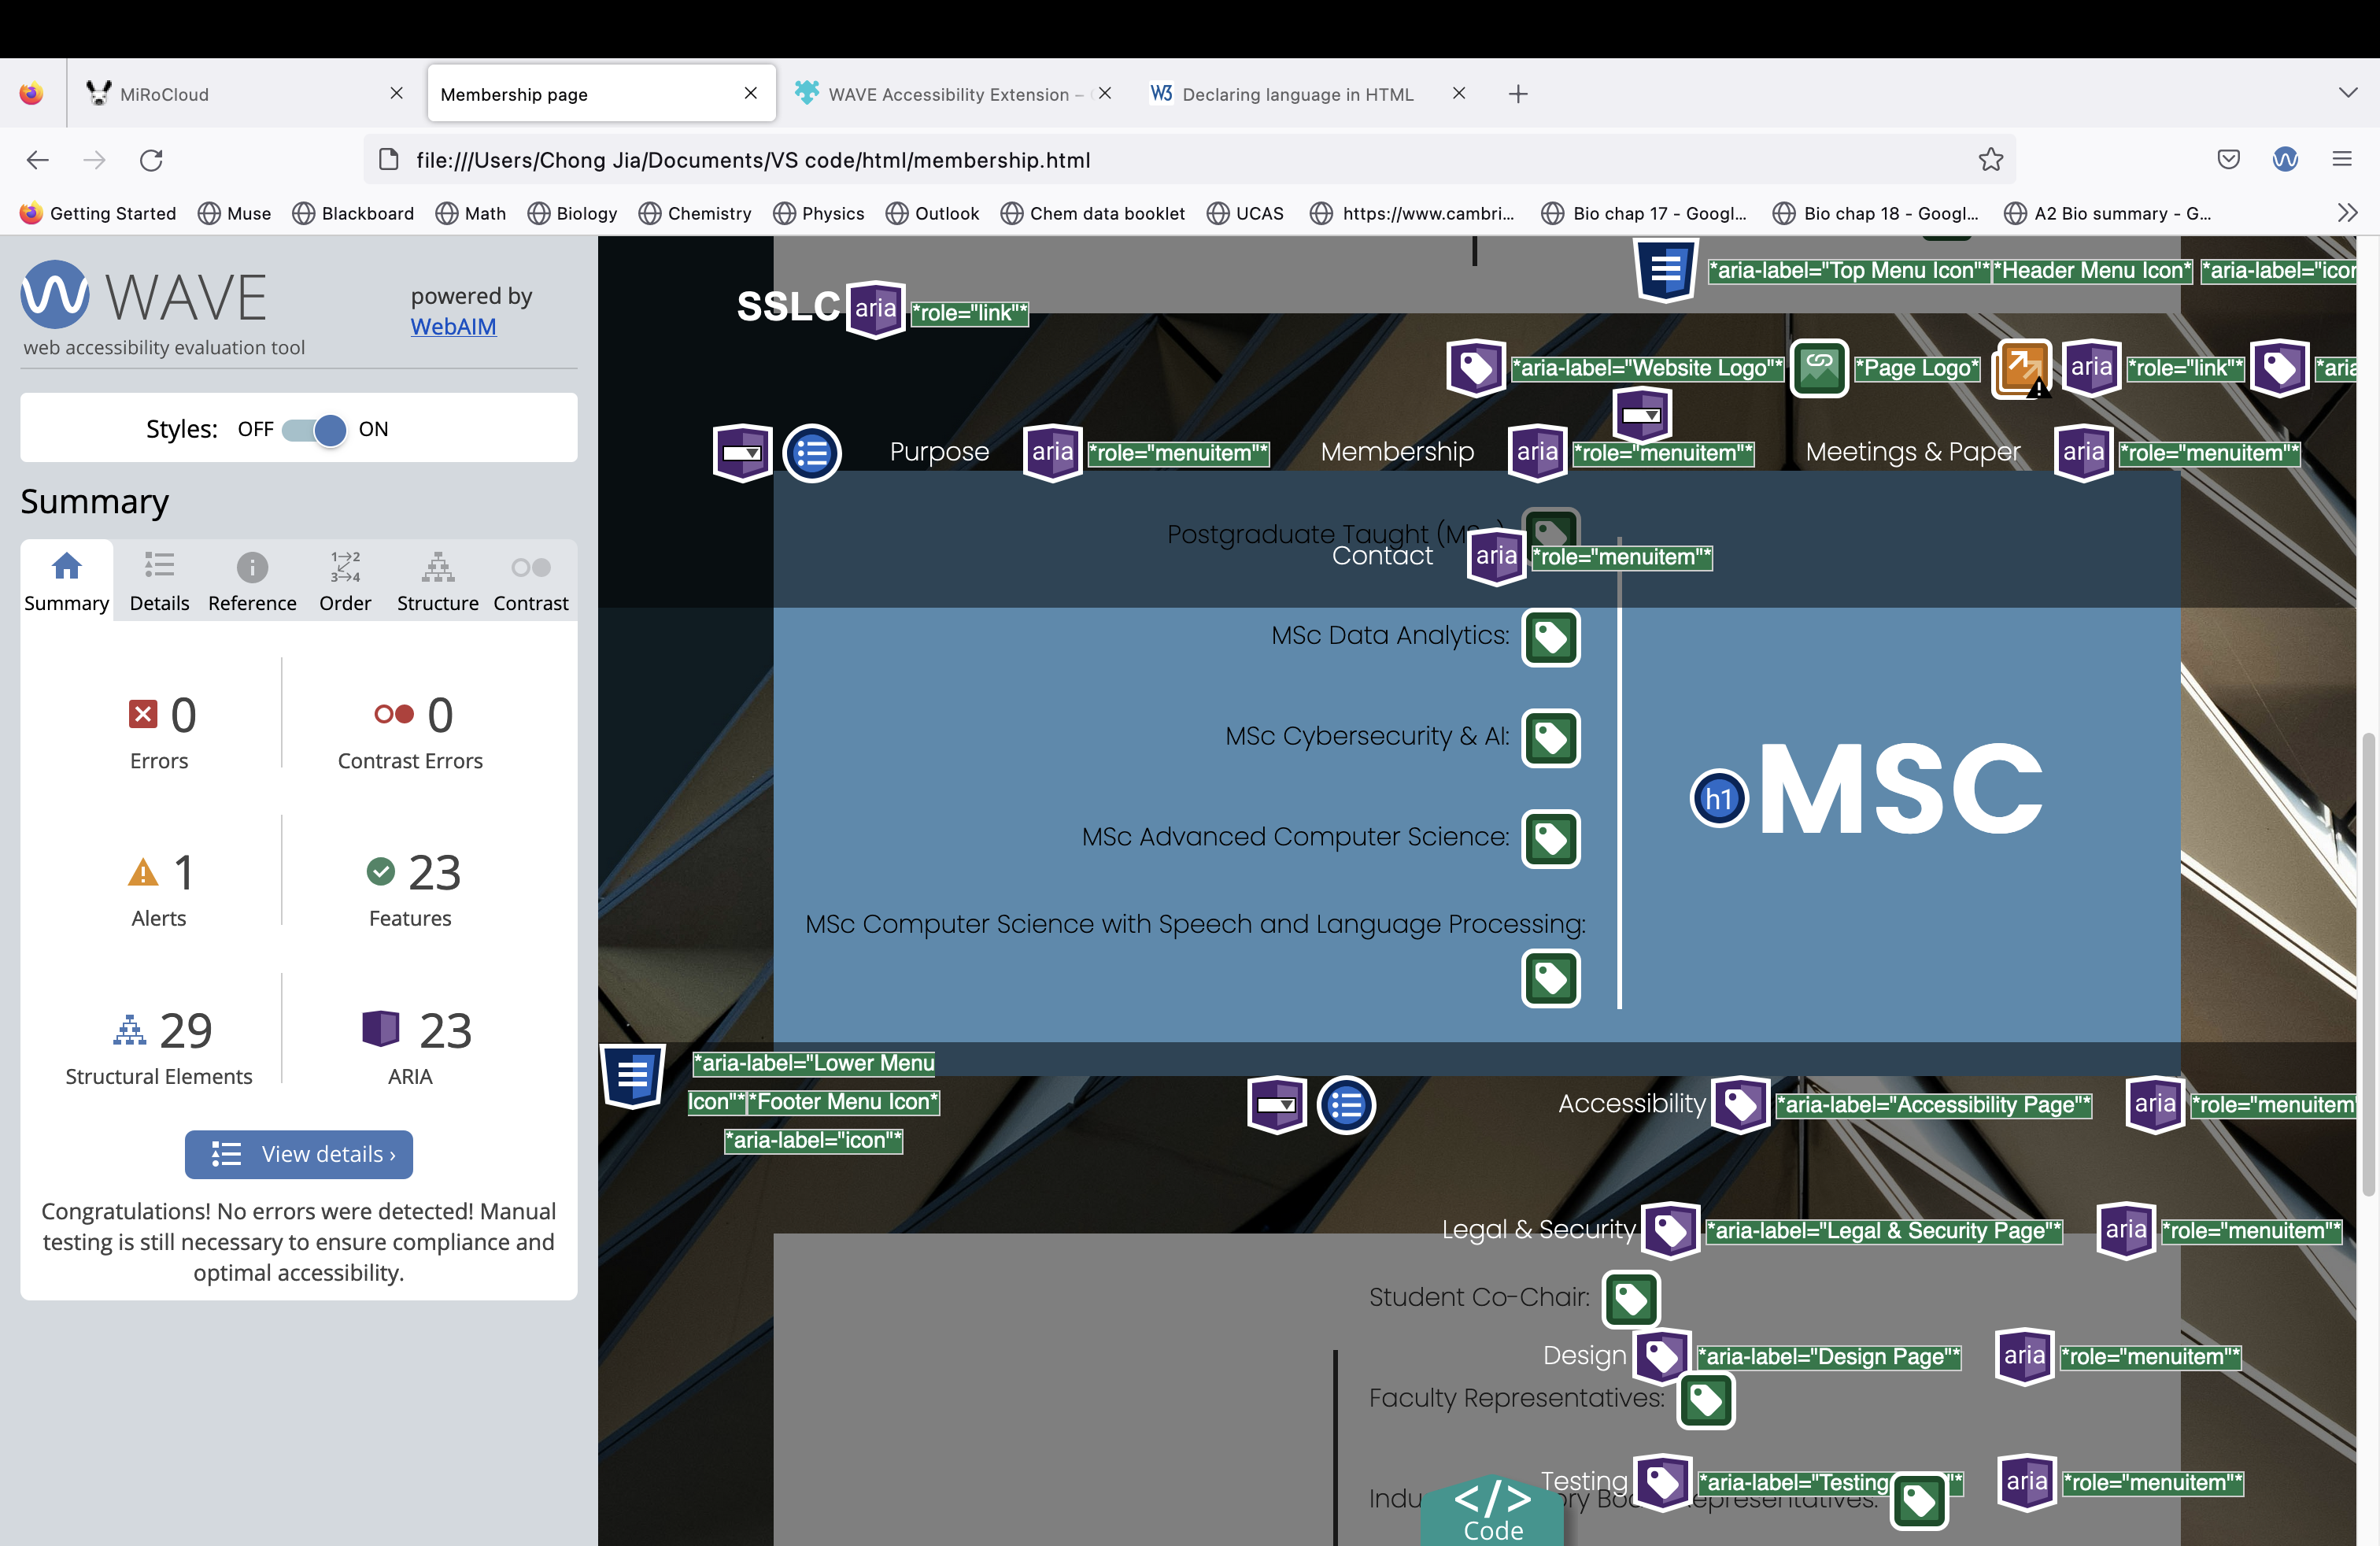 MiRoCloud
Membership page
WAVE Accessibility Extension –
W3 Declaring language in HTML
file:///Users/Chong Jia/Documents/VS code/html/membership.html
Getting Started Muse Blackboard Math Biology Chemistry Physics Outlook Chem data booklet UCAS https://www.cambri... Bio chap 17 - Googl... Bio chap 18 - Googl... A2 Bio summary - G...
WAVE
powered by
WebAIM
web accessibility evaluation tool
Styles: OFF ON
Summary
1 2
3 4
Summary Details Reference Order Structure Contrast
0
Errors
0
Contrast Errors
1
Alerts
23
Features
29
Structural Elements
23
ARIA
View details ›
Congratulations! No errors were detected! Manual
testing is still necessary to ensure compliance and
optimal accessibility.
*aria-label="Top Menu Icon"* *Header Menu Icon* *aria-label="icon
SSLC aria *role="link"*
*aria-label="Website Logo"* *Page Logo* aria *role="link"* *aria
Purpose aria *role="menuitem"* Membership aria *role="menuitem"* Meetings & Paper aria *role="menuitem"*
Postgraduate Taught
Contact aria *role="menuitem"*
MSc Data Analytics:
MSc Cybersecurity & AI:
MSc Advanced Computer Science:
MSc Computer Science with Speech and Language Processing:
h1 MSC
*aria-label="Lower Menu
Icon"* *Footer Menu Icon*
*aria-label="icon"*
Accessibility *aria-label="Accessibility Page"* aria *role="menuitem
Legal & Security *aria-label="Legal & Security Page"* aria *role="menuitem"*
Student Co-Chair:
Design *aria-label="Design Page"* aria *role="menuitem"*
Faculty Representatives:
Testing *aria-label="Testing "* aria *role="menuitem"*
</>
Code